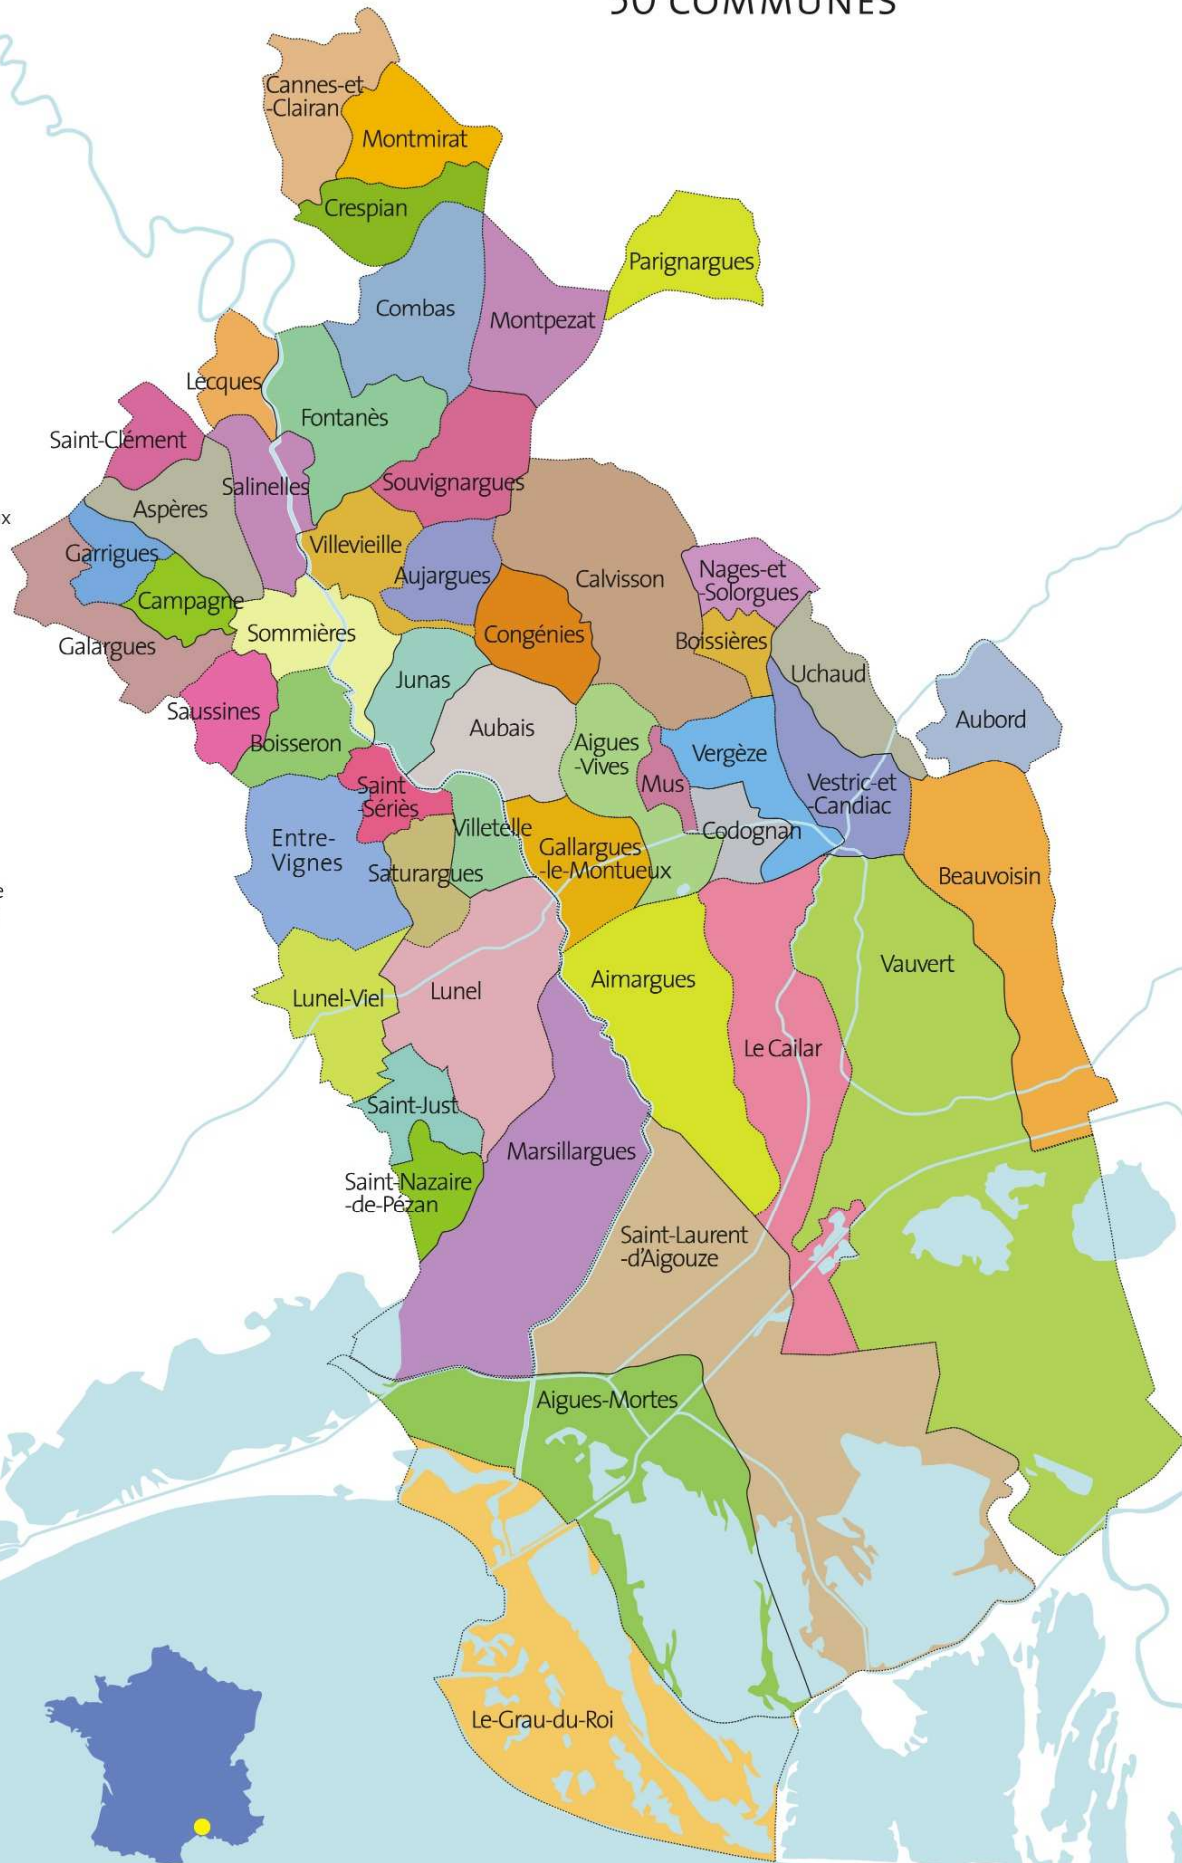 50 COMMUNES
Cannes-et
-Clairan
Montmirat
Crespian
Parignargues
Combas
Montpezat
Lecques
Fontanès
Saint-Clément
Salinelles
Souvignargues
Aspères
x
Garrigues
Villevieille
Aujargues
Calvisson
Nages-et
-Solorgues
Campagne
Sommières
Congénies
Boissières
Galargues
Junas
Uchaud
Saussines
Boisseron
Aubais
Aigues
-Vives
Vergèze
Aubord
Saint
-Sériès
Mus
Vestric-et
-Candiac
Entre-
Vignes
Villetelle
Codognan
Gallargues
-le-Montueux
Saturargues
Beauvoisin
e
Lunel-Viel
Lunel
Aimargues
Vauvert
Le Cailar
Saint-Just
Marsillargues
Saint-Nazaire
-de-Pézan
Saint-Laurent
-d'Aigouze
Aigues-Mortes
Le-Grau-du-Roi